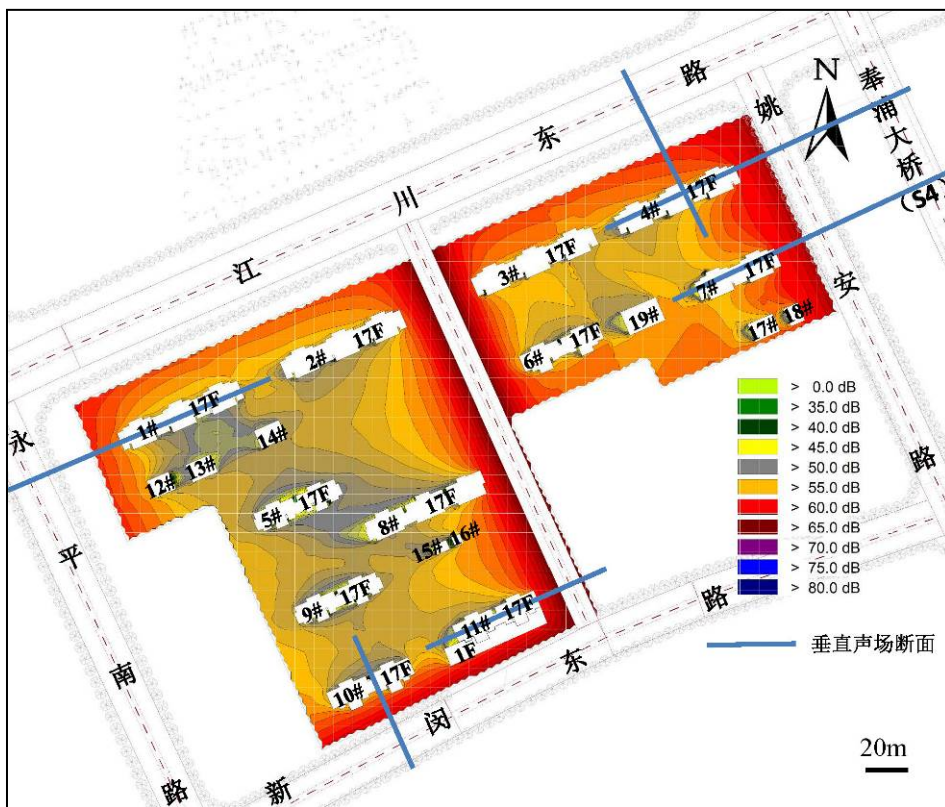 江川东路
姚安路
奉浦大桥
（S4）
N
永平南路
新闵东路
1# 17F
2# 17F
3# 17F
4# 17F
5# 17F
6# 17F
7# 17F
8# 17F
9# 17F
10# 17F
11# 17F
1F
12#
13#
14#
15#
16#
17#
18#
19#
> 0.0 dB
> 35.0 dB
> 40.0 dB
> 45.0 dB
> 50.0 dB
> 55.0 dB
> 60.0 dB
> 65.0 dB
> 70.0 dB
> 75.0 dB
> 80.0 dB
垂直声场断面
20m